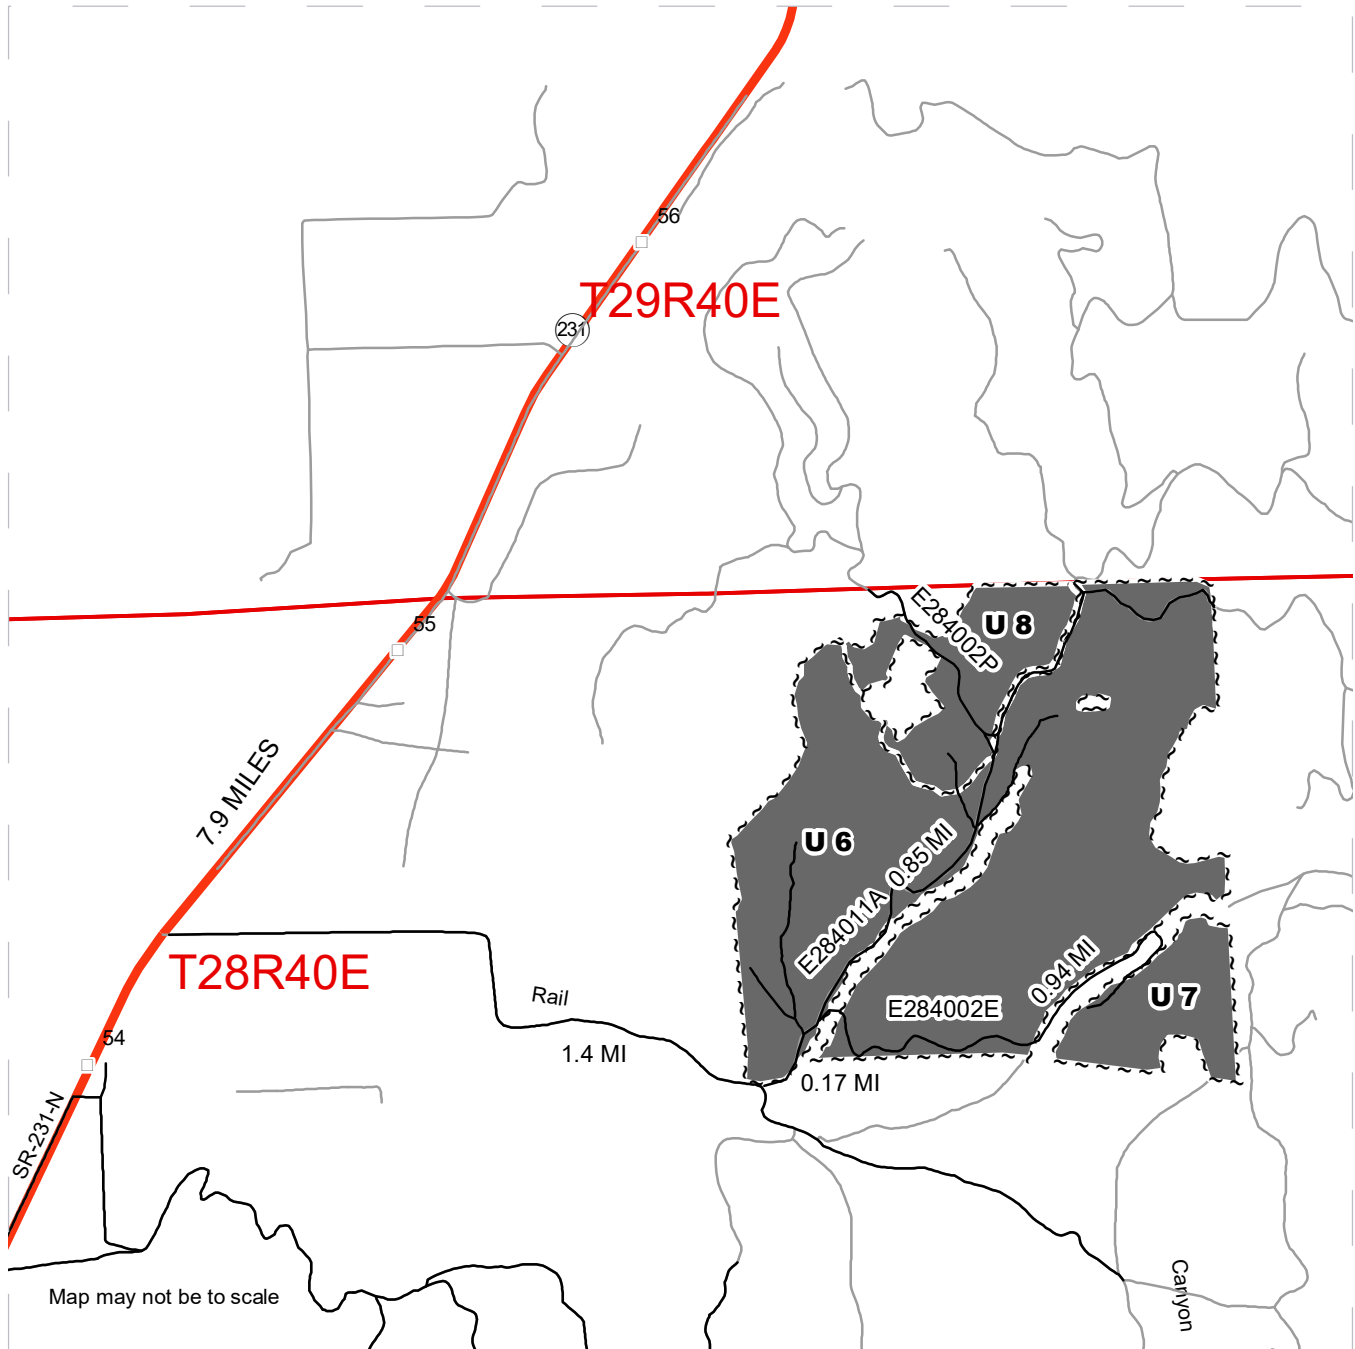 56
T29R40E
231
E284002P
U 8
55
7.9 MILES
U 6
0.85 MI
E284011A
T28R40E
0.94 MI
Rail
E284002E
U 7
54
1.4 MI
0.17 MI
SR-231-N
Map may not be to scale
Canyon